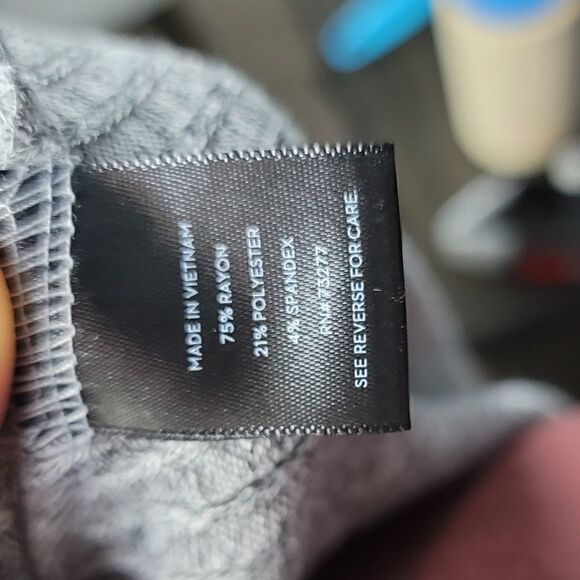 MADE IN VIETNAM
75% RAYON
21% POLYESTER
4% SPANDEX
RN# 73277
SEE REVERSE FOR CARE